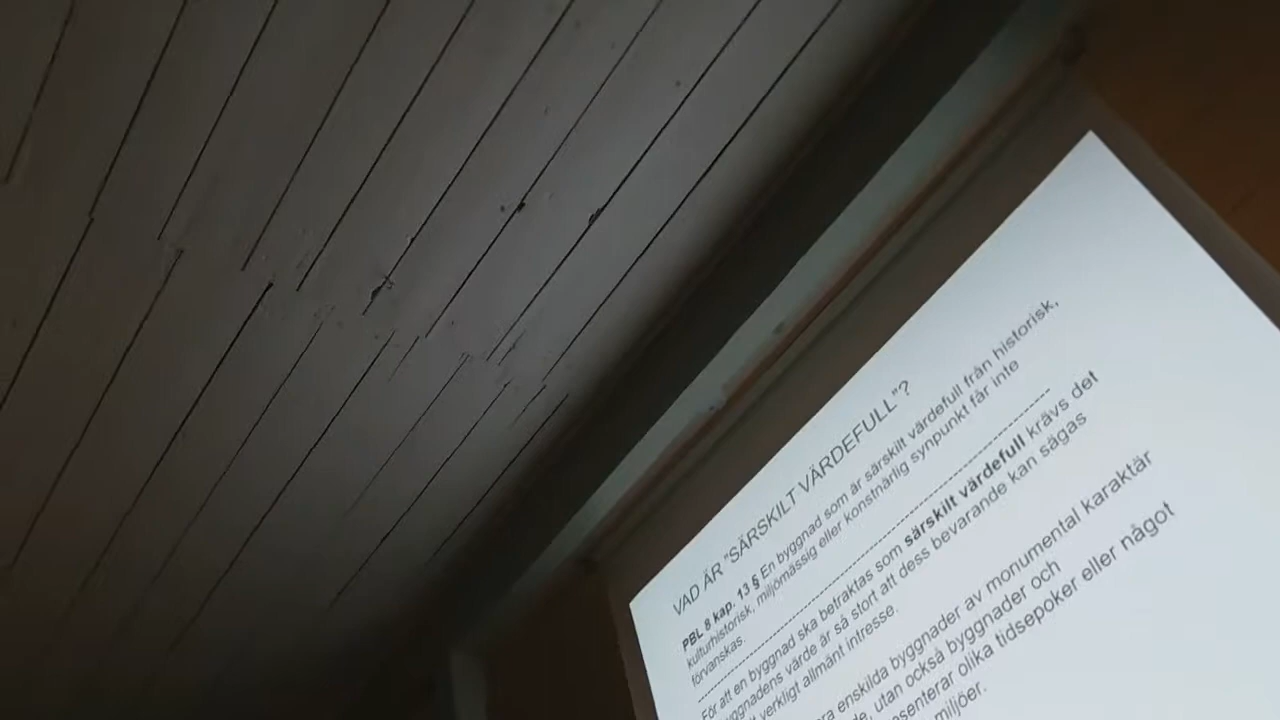 VAD ÄR "SÄRSKILT VÄRDEFULL"?
PBL 8 kap. 13 § En byggnad som är särskilt värdefull från historisk,
kulturhistorisk, miljömässig eller konstnärlig synpunkt får inte
förvanskas.
För att en byggnad ska betraktas som särskilt värdefull krävs det
byggnadens värde är så stort att dess bevarande kan sägas
verkligt allmänt intresse.
enskilda byggnader av monumental karaktär
utan också byggnader och
olika tidsepoker eller något
miljöer.